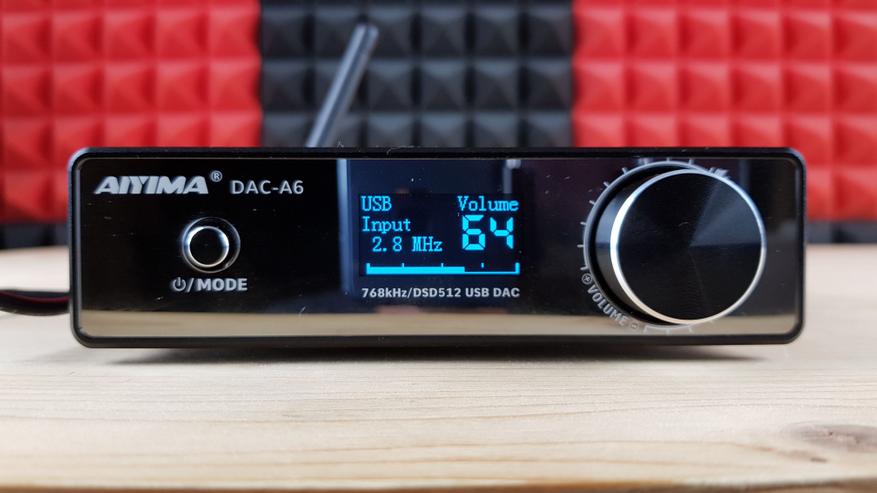 AIYIMA® DAC-A6
⏻/MODE
USB Volume
Input 64
2.8 MHz
768kHz/DSD512 USB DAC
VOLUME